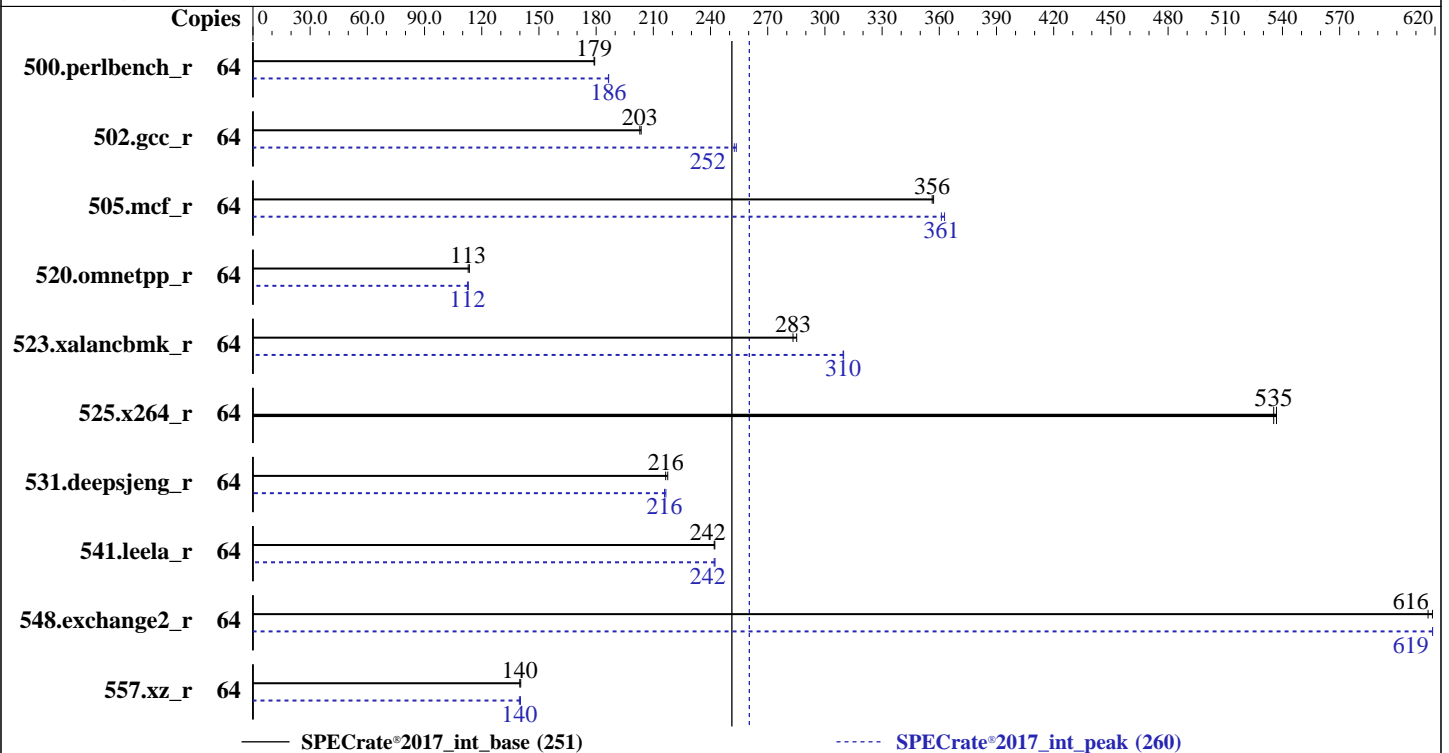 Copies 0 30.0 60.0 90.0 120 150 180 210 240 270 300 330 360 390 420 450 480 510 540 570 620
179
500.perlbench_r 64
186
203
502.gcc_r 64
252
356
505.mcf_r 64
361
113
520.omnetpp_r 64
112
283
523.xalancbmk_r 64
310
535
525.x264_r 64
216
531.deepsjeng_r 64
216
242
541.leela_r 64
242
616
548.exchange2_r 64
619
140
557.xz_r 64
140
SPECrate®2017_int_base (251) SPECrate®2017_int_peak (260)